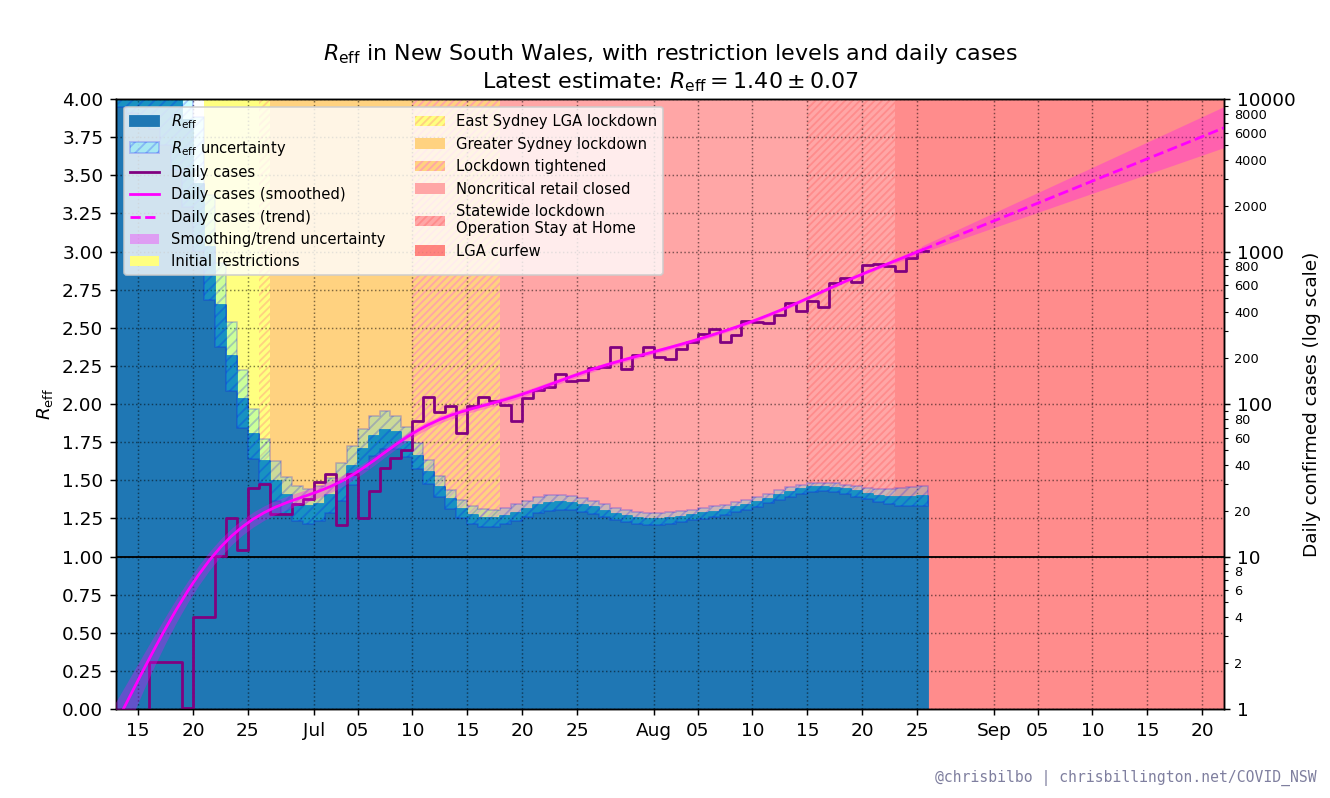 R_eff in New South Wales, with restriction levels and daily cases
Latest estimate: R_eff = 1.40 ± 0.07
R_eff
R_eff uncertainty
Daily cases
Daily cases (smoothed)
Daily cases (trend)
Smoothing/trend uncertainty
Initial restrictions
East Sydney LGA lockdown
Greater Sydney lockdown
Lockdown tightened
Noncritical retail closed
Statewide lockdown
Operation Stay at Home
LGA curfew
R_eff
4.00
3.75
3.50
3.25
3.00
2.75
2.50
2.25
2.00
1.75
1.50
1.25
1.00
0.75
0.50
0.25
0.00
10000
8000
6000
4000
2000
1000
800
600
400
200
100
80
60
40
20
10
8
6
4
2
1
Daily confirmed cases (log scale)
15 20 25 Jul 05 10 15 20 25 Aug 05 10 15 20 25 Sep 05 10 15 20
@chrisbilbo | chrisbillington.net/COVID_NSW